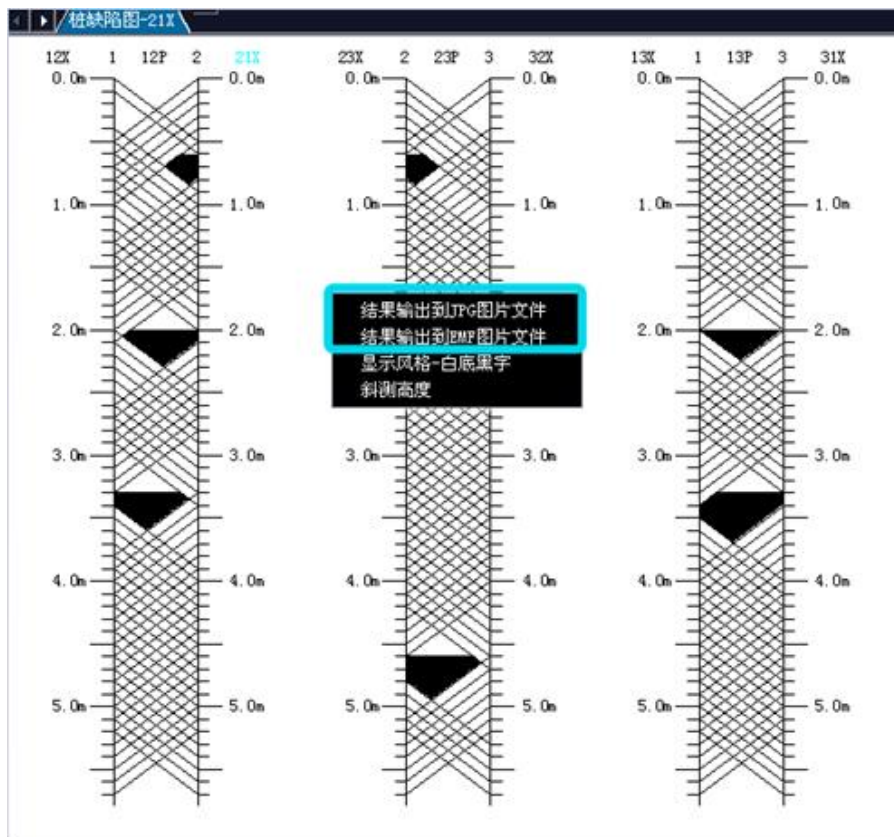 桩缺陷图-21X
12X 1 12P 2 21X 23X 2 23P 3 32X 13X 1 13P 3 31X
0.0m 0.0m 0.0m 0.0m 0.0m 0.0m
1.0m 1.0m 1.0m 1.0m 1.0m 1.0m
结果输出到JPG图片文件
2.0m 2.0m 结果输出到BMP图片文件 2.0m 2.0m
显示风格-白底黑字
斜测高度
3.0m 3.0m 3.0m 3.0m 3.0m 3.0m
4.0m 4.0m 4.0m 4.0m 4.0m 4.0m
5.0m 5.0m 5.0m 5.0m 5.0m 5.0m